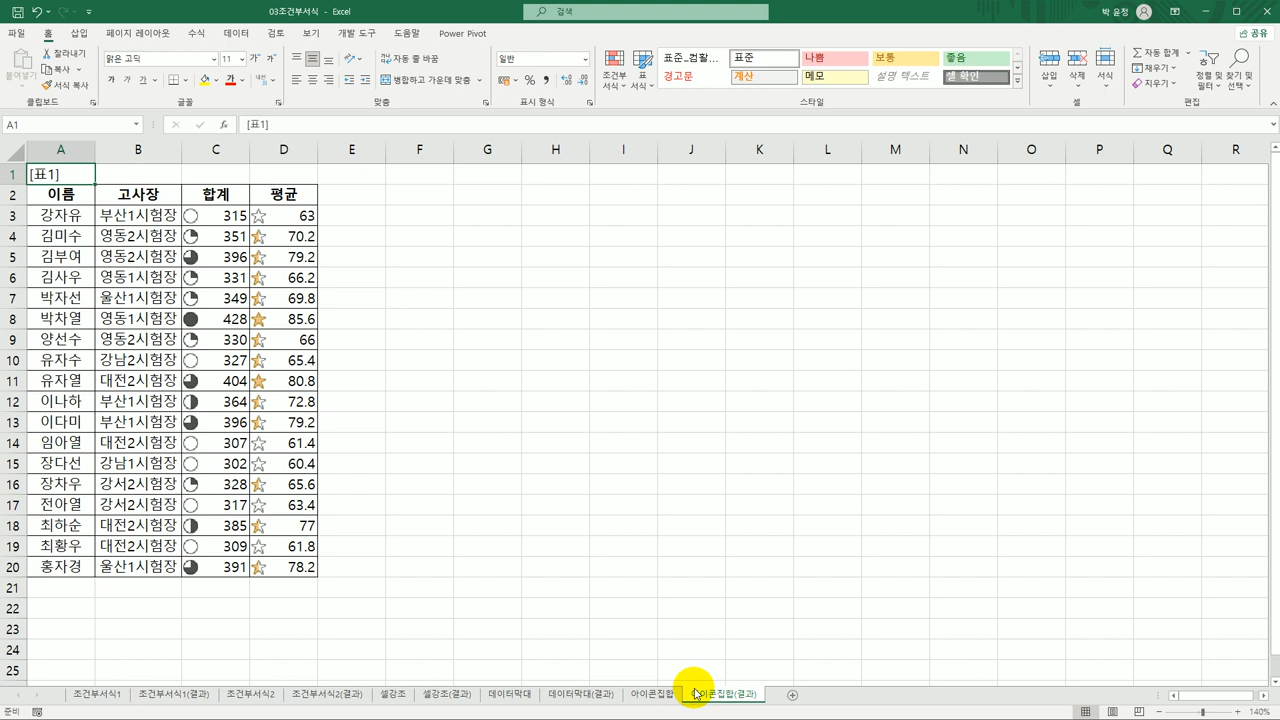 03조건부서식 - Excel
검색
박 윤정
파일 홈 삽입 페이지 레이아웃 수식 데이터 검토 보기 개발 도구 도움말 Power Pivot
공유
붙여넣기
잘라내기
복사
서식 복사
클립보드
맑은 고딕 11
가 가 가
글꼴
자동 줄 바꿈
병합하고 가운데 맞춤
맞춤
일반
표시 형식
조건부 서식
표 서식
표준_컴활... 표준 나쁨 보통 좋음
경고문 계산 메모 설명 텍스트 셀 확인
스타일
삽입 삭제 서식
셀
자동 합계
채우기
지우기
정렬 및 필터
찾기 및 선택
편집
A1
fx
[표1]
A B C D E F G H I J K L M N O P Q R
1 [표1]
2 이름 고사장 합계 평균
3 강자유 부산1시험장 315 63
4 김미수 영동2시험장 351 70.2
5 김부여 영동2시험장 396 79.2
6 김사우 영동1시험장 331 66.2
7 박자선 울산1시험장 349 69.8
8 박차열 영동1시험장 428 85.6
9 양선수 영동2시험장 330 66
10 유자수 강남2시험장 327 65.4
11 유자열 대전2시험장 404 80.8
12 이나하 부산1시험장 364 72.8
13 이다미 부산1시험장 396 79.2
14 임아열 대전2시험장 307 61.4
15 장다선 강남1시험장 302 60.4
16 장차우 강서2시험장 328 65.6
17 전아열 강서2시험장 317 63.4
18 최하순 대전2시험장 385 77
19 최황우 대전2시험장 309 61.8
20 홍자경 울산1시험장 391 78.2
21
22
23
24
25
조건부서식1 조건부서식1(결과) 조건부서식2 조건부서식2(결과) 셀강조 셀강조(결과) 데이터막대 데이터막대(결과) 아이콘집합 아이콘집합(결과)
준비
140%